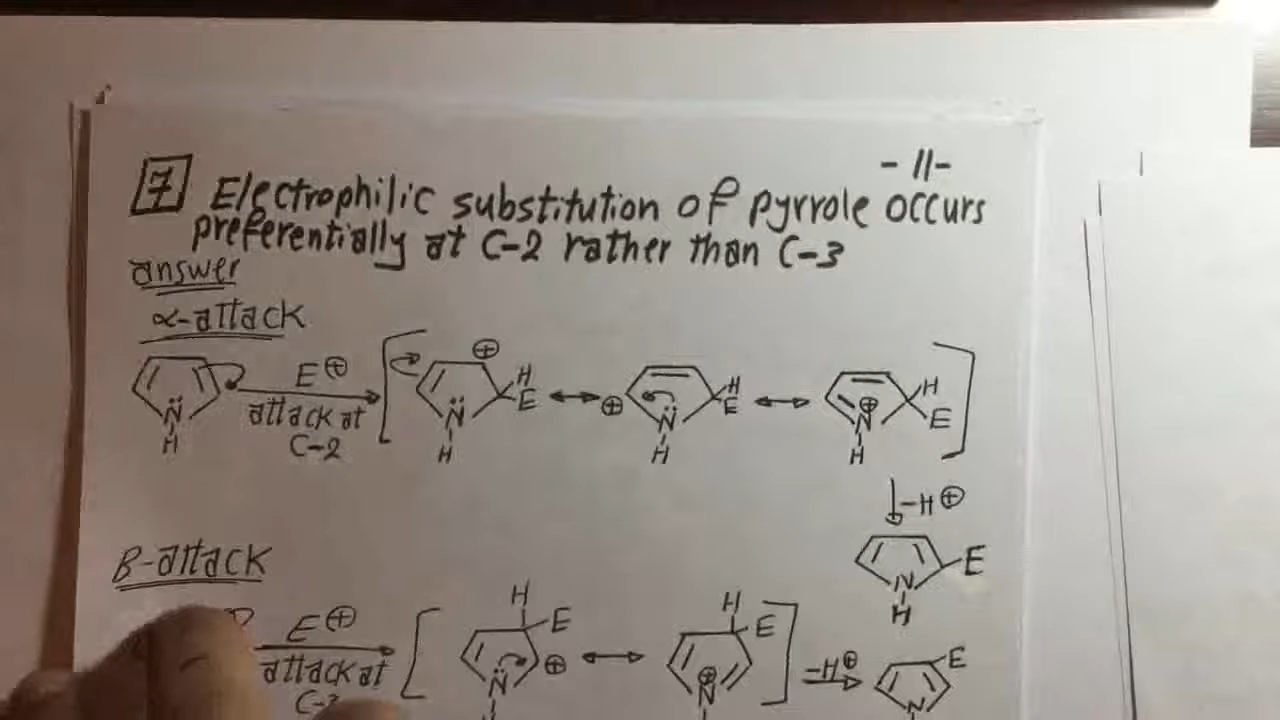 -11-
7 Electrophilic substitution of pyrrole occurs
preferentially at C-2 rather than C-3
answer
α-attack
E⊕
attack at
C-2
N̈
H
⊕
H
E
N̈
H
⊕
H
E
N̈
H
H
E
⊕
N
H
-H⊕
E
N
H
β-attack
E⊕
attack at
H
E
⊕
N̈
H
E
⊕
N
-H⊕
E
N